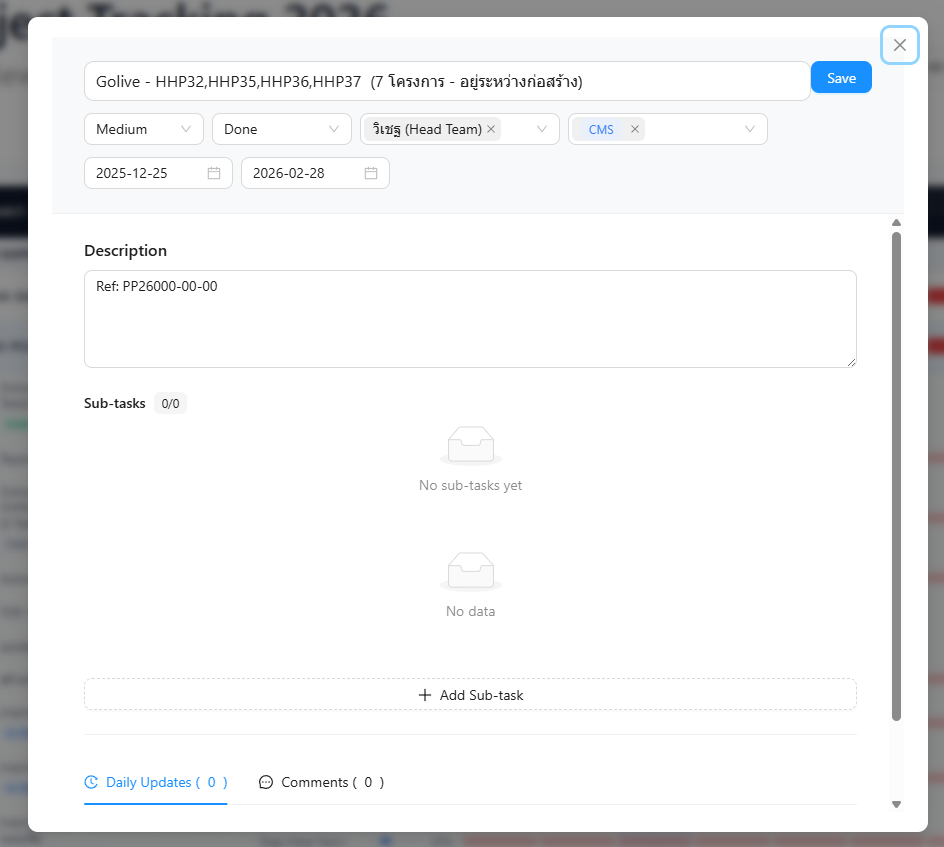 ject Tracking 2026
Golive - HHP32,HHP35,HHP36,HHP37 (7 โครงการ - อยู่ระหว่างก่อสร้าง)
Save
Medium
Done
วิเชฐ (Head Team)
CMS
2025-12-25
2026-02-28
Description
Ref: PP26000-00-00
Sub-tasks 0/0
No sub-tasks yet
No data
Add Sub-task
Daily Updates ( 0 )
Comments ( 0 )